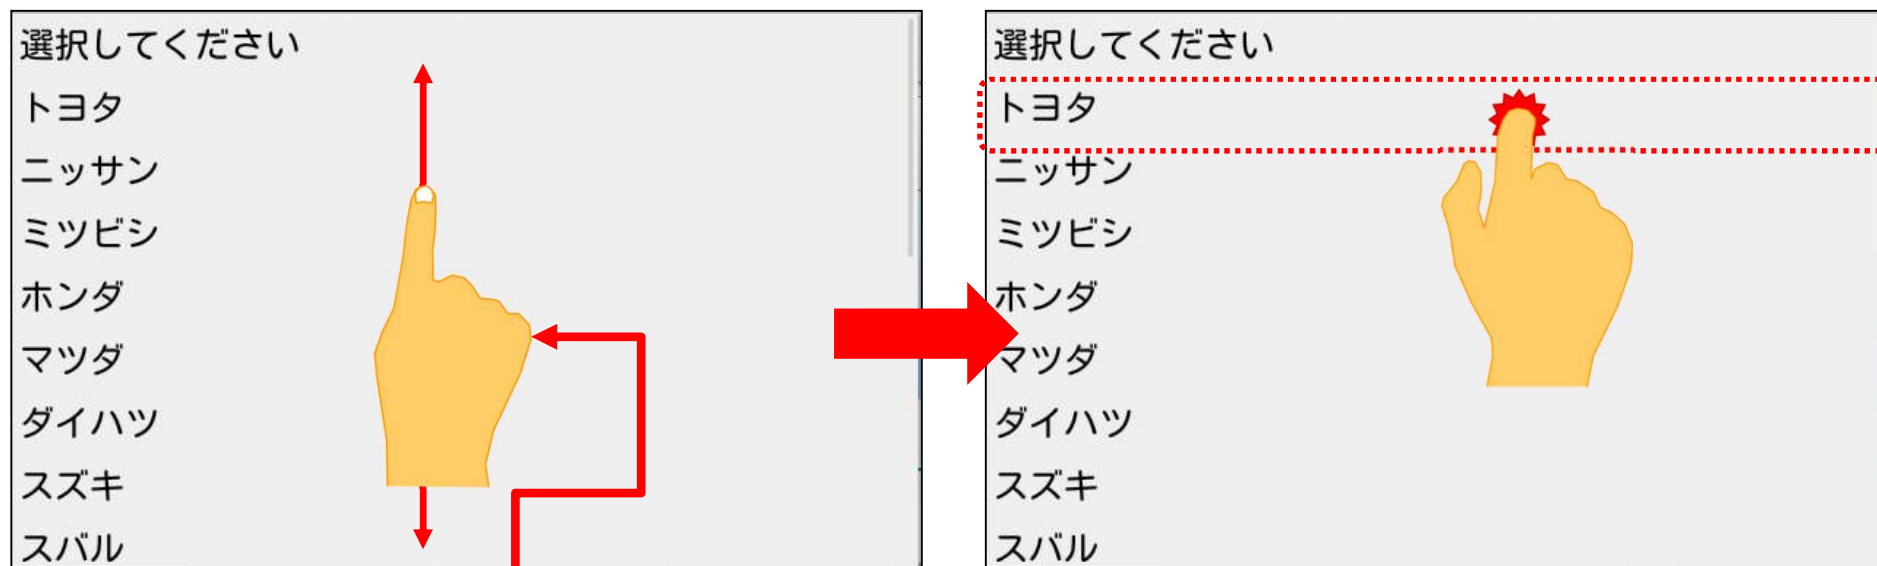 選択してください
トヨタ
ニッサン
ミツビシ
ホンダ
マツダ
ダイハツ
スズキ
スバル
選択してください
トヨタ
ニッサン
ミツビシ
ホンダ
マツダ
ダイハツ
スズキ
スバル